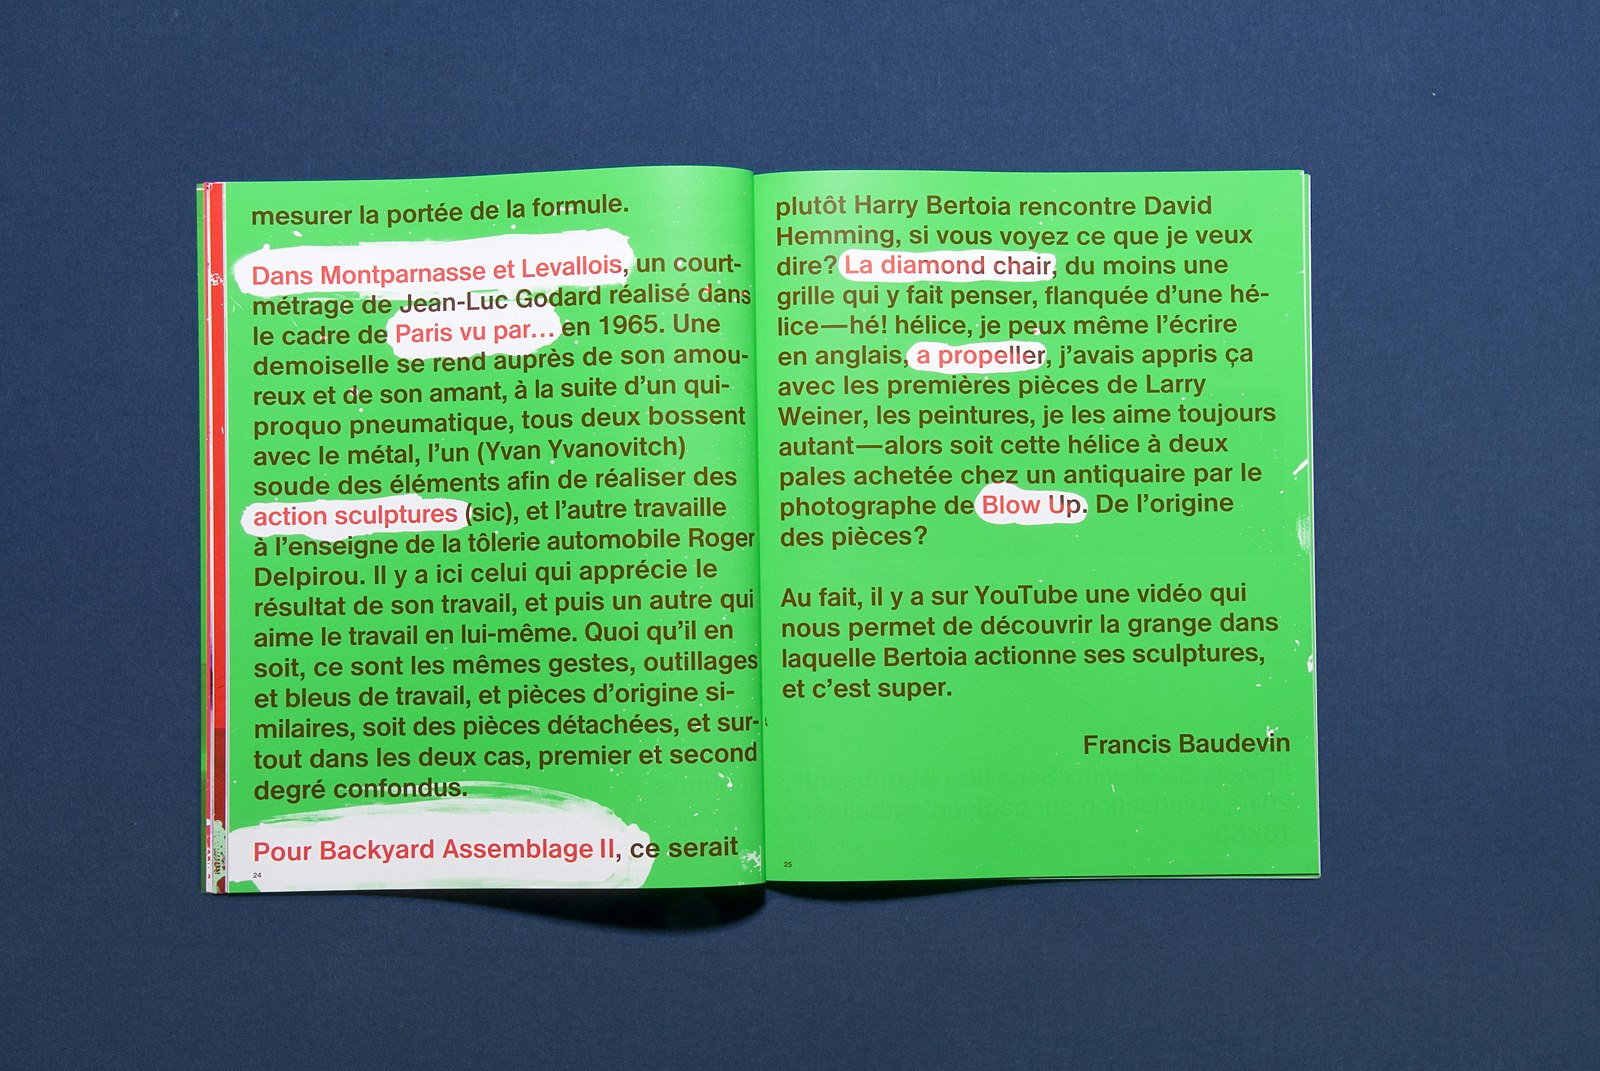 mesurer la portée de la formule.
Dans Montparnasse et Levallois, un court-
métrage de Jean-Luc Godard réalisé dans
le cadre de Paris vu par… en 1965. Une
demoiselle se rend auprès de son amou-
reux et de son amant, à la suite d’un qui-
proquo pneumatique, tous deux bossent
avec le métal, l’un (Yvan Yvanovitch)
soude des éléments afin de réaliser des
action sculptures (sic), et l’autre travaille
à l’enseigne de la tôlerie automobile Roger
Delpirou. Il y a ici celui qui apprécie le
résultat de son travail, et puis un autre qui
aime le travail en lui-même. Quoi qu’il en
soit, ce sont les mêmes gestes, outillages
et bleus de travail, et pièces d’origine si-
milaires, soit des pièces détachées, et sur-
tout dans les deux cas, premier et second
degré confondus.
Pour Backyard Assemblage II, ce serait
24
plutôt Harry Bertoia rencontre David
Hemming, si vous voyez ce que je veux
dire? La diamond chair, du moins une
grille qui y fait penser, flanquée d’une hé-
lice—hé! hélice, je peux même l’écrire
en anglais, a propeller, j’avais appris ça
avec les premières pièces de Larry
Weiner, les peintures, je les aime toujours
autant—alors soit cette hélice à deux
pales achetée chez un antiquaire par le
photographe de Blow Up. De l’origine
des pièces?
Au fait, il y a sur YouTube une vidéo qui
nous permet de découvrir la grange dans
laquelle Bertoia actionne ses sculptures,
et c’est super.
Francis Baudevin
25